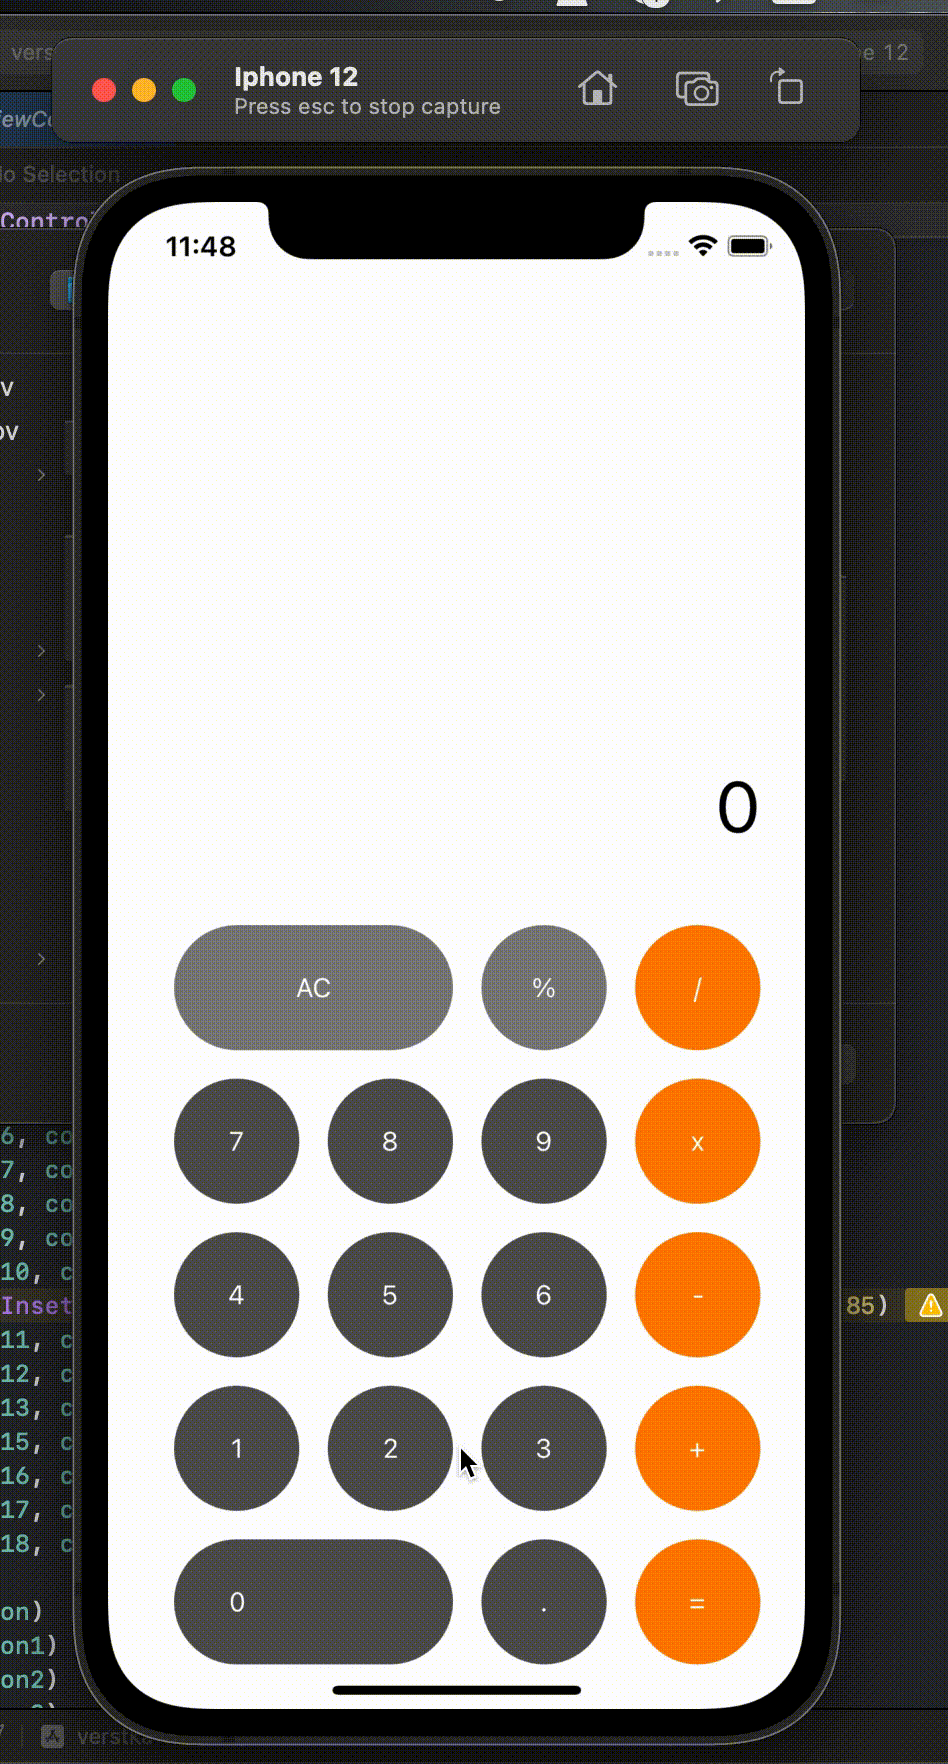 vers
Iphone 12
Press esc to stop capture
e 12
ewCo
lo Selection
Contro
11:48
v
ov
0
AC % /
7 8 9 x
4 5 6 -
1 2 3 +
0 . =
6, co
7, co
8, co
9, co
10, c
Inset
85)
11, c
12, c
13, c
15, c
16, c
17, c
18, c
on)
on1)
on2)
verstka